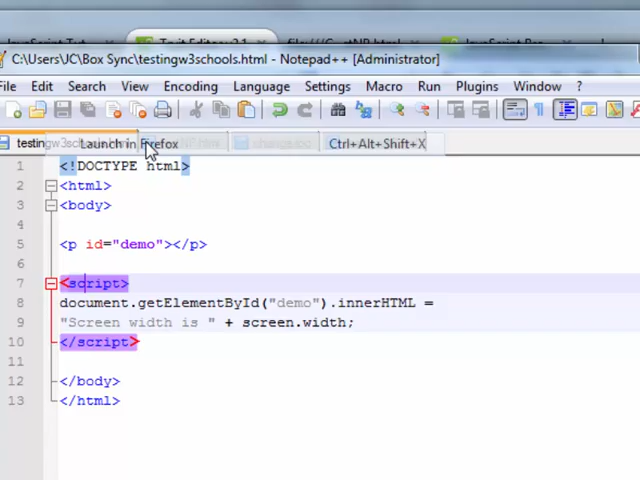 C:\Users\JC\Box Sync\testingw3schools.html - Notepad++ [Administrator]
File Edit Search View Encoding Language Settings Macro Run Plugins Window ?
Launch in Firefox Ctrl+Alt+Shift+X
1 <!DOCTYPE html>
2 <html>
3 <body>
4
5 <p id="demo"></p>
6
7 <script>
8 document.getElementById("demo").innerHTML =
9 "Screen width is " + screen.width;
10 </script>
11
12 </body>
13 </html>